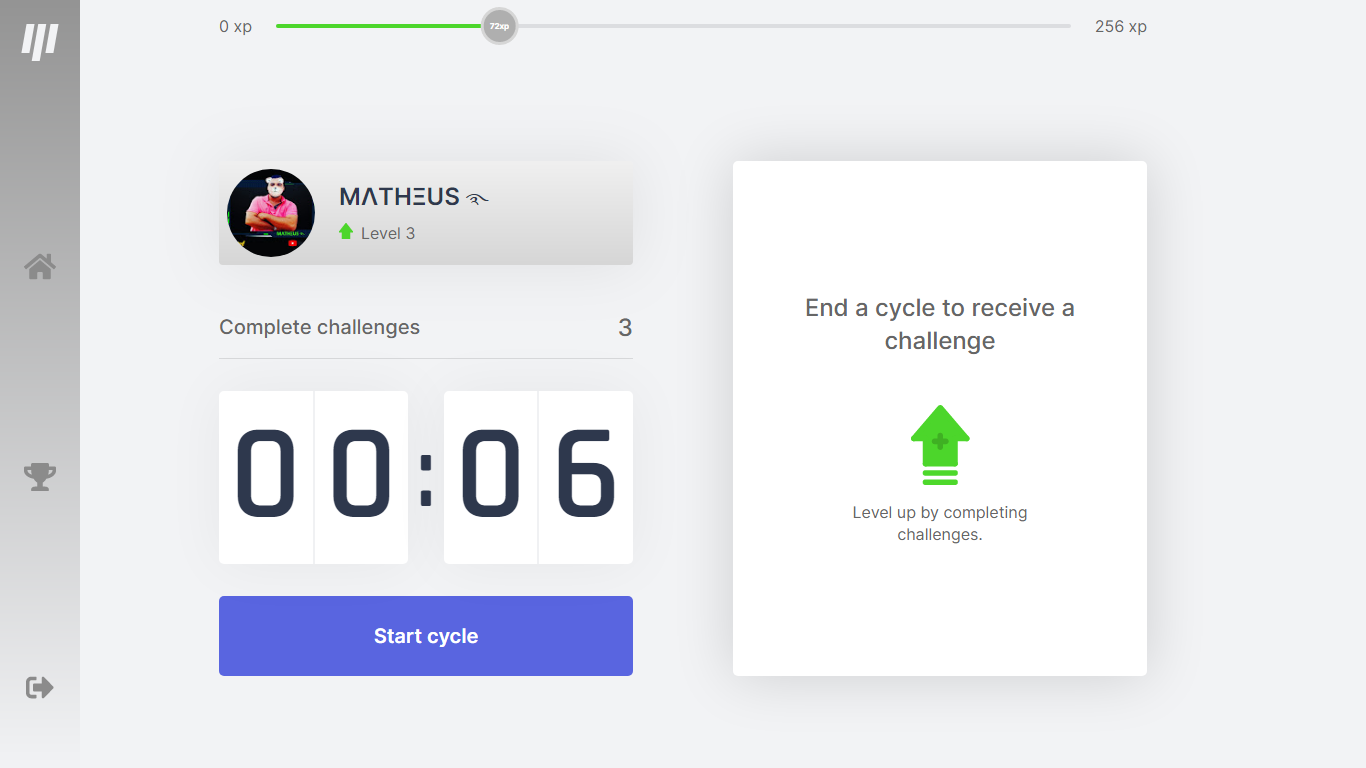 0 xp
72xp
256 xp
MΛTHΞUS
Level 3
Complete challenges
3
00:06
Start cycle
End a cycle to receive a
challenge
Level up by completing
challenges.